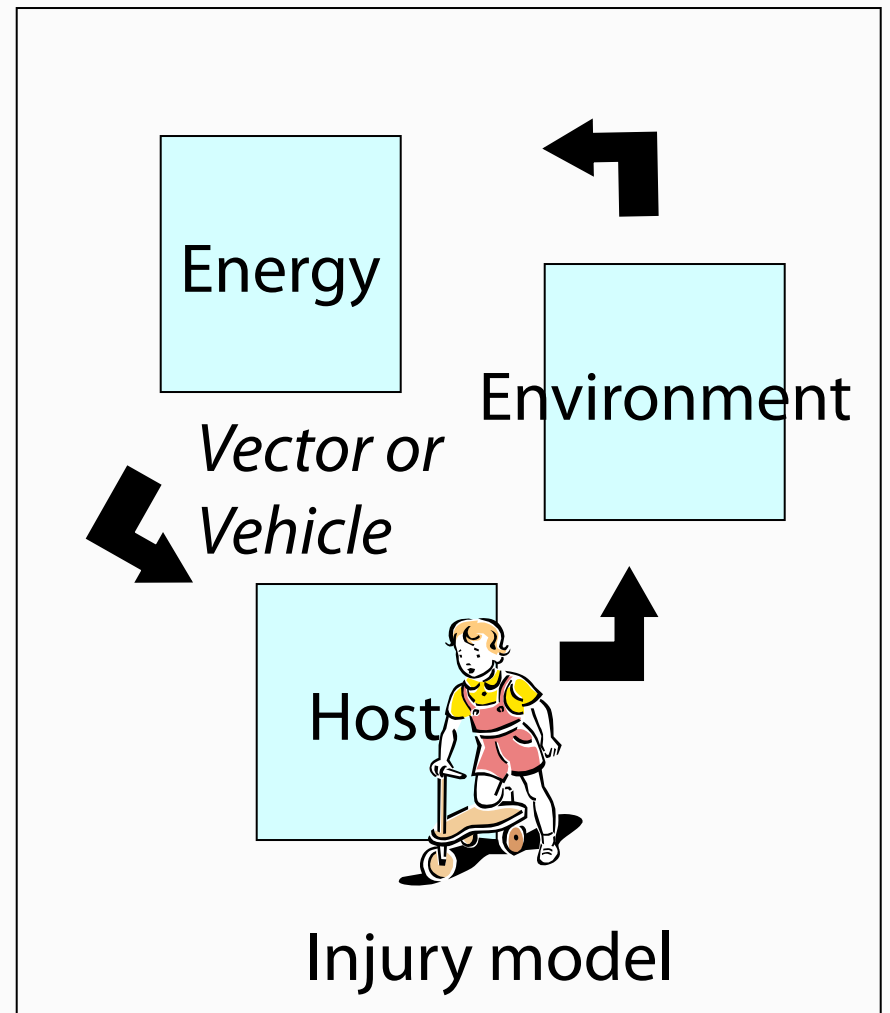 Energy
Environment
Vector or
Vehicle
Host
Injury model